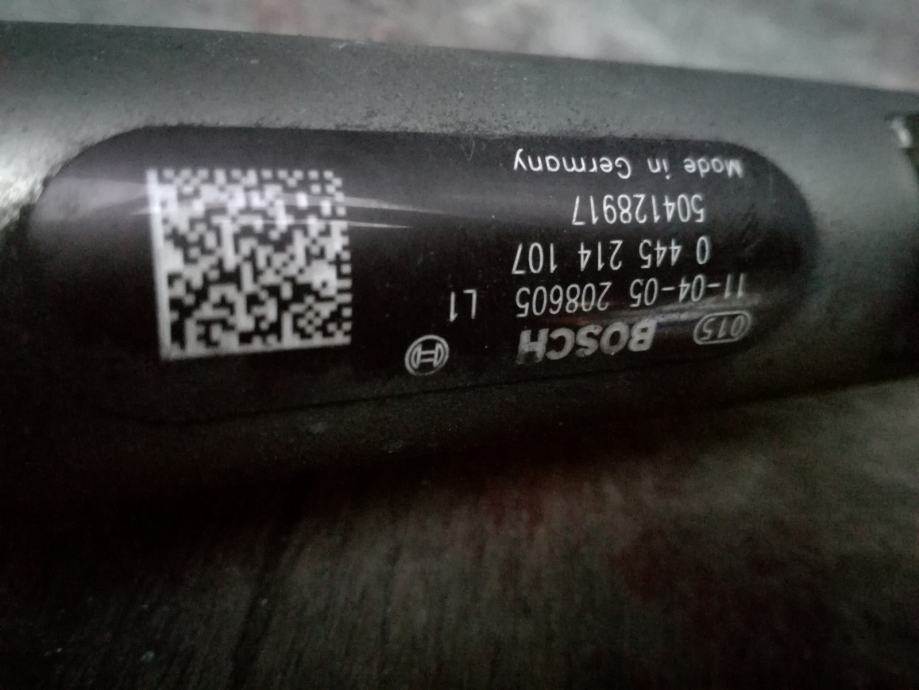 015 BOSCH
11-04-05 208605 L1
0 445 214 107
504128917
Made in Germany